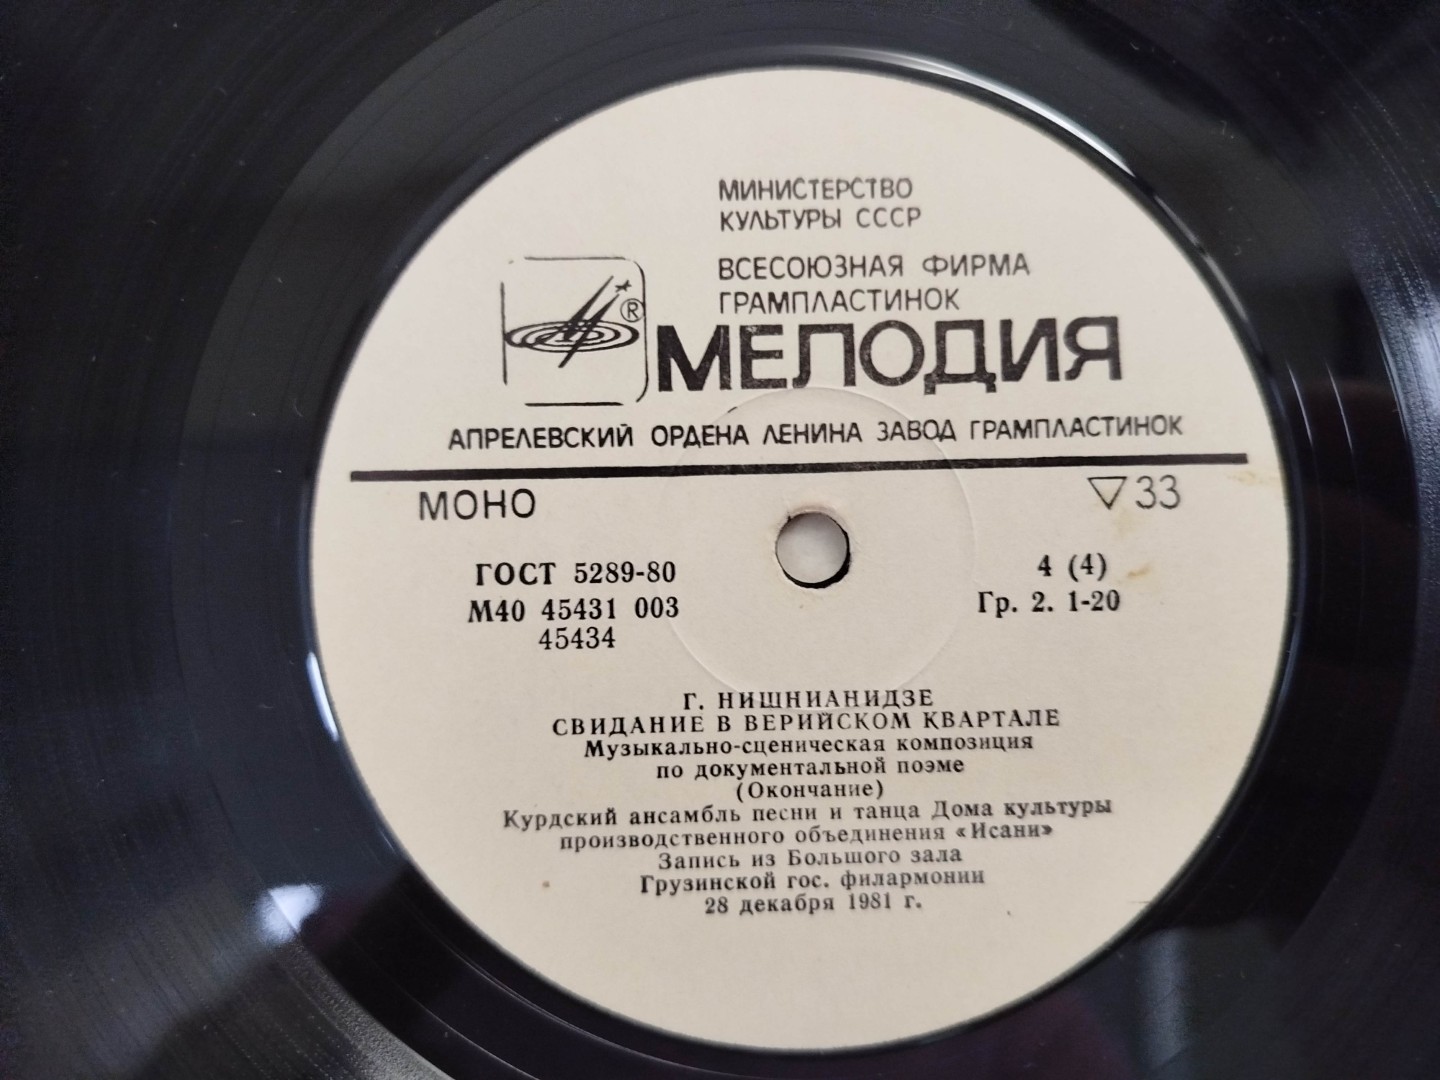 МИНИСТЕРСТВО
КУЛЬТУРЫ СССР
ВСЕСОЮЗНАЯ ФИРМА
ГРАМПЛАСТИНОК
®
МЕЛОДИЯ
АПРЕЛЕВСКИЙ ОРДЕНА ЛЕНИНА ЗАВОД ГРАМПЛАСТИНОК
МОНО ▽33
ГОСТ 5289-80 4 (4)
М40 45431 003 Гр. 2. 1-20
45434
Г. НИШНИАНИДЗЕ
СВИДАНИЕ В ВЕРИЙСКОМ КВАРТАЛЕ
Музыкально-сценическая композиция
по документальной поэме
(Окончание)
Курдский ансамбль песни и танца Дома культуры
производственного объединения «Исани»
Запись из Большого зала
Грузинской гос. филармонии
28 декабря 1981 г.